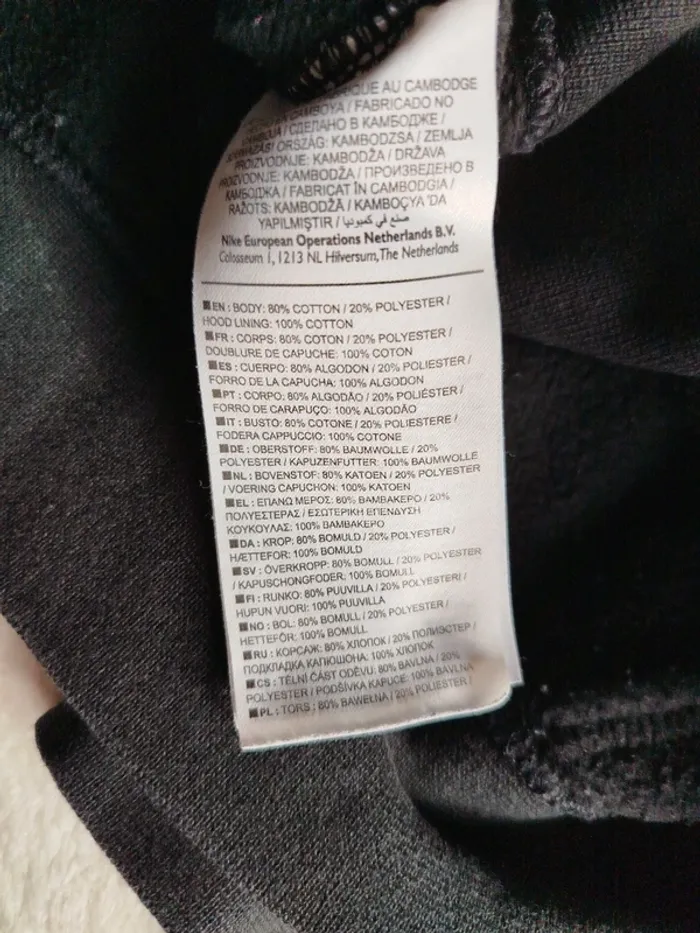 IQUE AU CAMBODGE
CAMBOYA / FABRICADO NO
/ СДЕЛАНО В КАМБОДЖЕ /
SZÁRMAZÁSI ORSZÁG: KAMBODZSA / ZEMLJA
PROIZVODNJE: KAMBODŽA / DRŽAVA
PROIZVODNJE: KAMBODŽA / ПРОИЗВЕДЕНО В
КАМБОДЖА / FABRICAT ÎN CAMBODGIA /
RAŽOTS: KAMBODŽĀ / KAMBOÇYA 'DA
YAPILMIŞTIR / صنع في كمبوديا
Nike European Operations Netherlands B.V.
Colosseum 1, 1213 NL Hilversum, The Netherlands
EN : BODY: 80% COTTON / 20% POLYESTER /
HOOD LINING: 100% COTTON
FR : CORPS: 80% COTON / 20% POLYESTER /
DOUBLURE DE CAPUCHE: 100% COTON
ES : CUERPO: 80% ALGODON / 20% POLIESTER /
FORRO DE LA CAPUCHA: 100% ALGODON
PT : CORPO: 80% ALGODÃO / 20% POLIÉSTER /
FORRO DE CARAPUÇO: 100% ALGODÃO
IT : BUSTO: 80% COTONE / 20% POLIESTERE /
FODERA CAPPUCCIO: 100% COTONE
DE : OBERSTOFF: 80% BAUMWOLLE / 20%
POLYESTER / KAPUZENFUTTER: 100% BAUMWOLLE
NL : BOVENSTOF: 80% KATOEN / 20% POLYESTER
/ VOERING CAPUCHON: 100% KATOEN
EL : ΕΠΑΝΩ ΜΕΡΟΣ: 80% ΒΑΜΒΑΚΕΡΟ / 20%
ΠΟΛΥΕΣΤΕΡΑΣ / ΕΣΩΤΕΡΙΚΗ ΕΠΕΝΔΥΣΗ
ΚΟΥΚΟΥΛΑΣ: 100% ΒΑΜΒΑΚΕΡΟ
DA : KROP: 80% BOMULD / 20% POLYESTER /
HÆTTEFOR: 100% BOMULD
SV : ÖVERKROPP: 80% BOMULL / 20% POLYESTER
/ KAPUSCHONGFODER: 100% BOMULL
FI : RUNKO: 80% PUUVILLA / 20% POLYESTERI /
HUPUN VUORI: 100% PUUVILLA
NO : BOL: 80% BOMULL / 20% POLYESTER /
HETTEFÔR: 100% BOMULL
RU : КОРСАЖ: 80% ХЛОПОК / 20% ПОЛИЭСТЕР /
ПОДКЛАДКА КАПЮШОНА: 100% ХЛОПОК
CS : TĚLNÍ ČÁST ODĚVU: 80% BAVLNA / 20%
POLYESTER / PODŠÍVKA KAPUCE: 100% BAVLNA
PL : TORS: 80% BAWEŁNA / 20% POLIESTER /